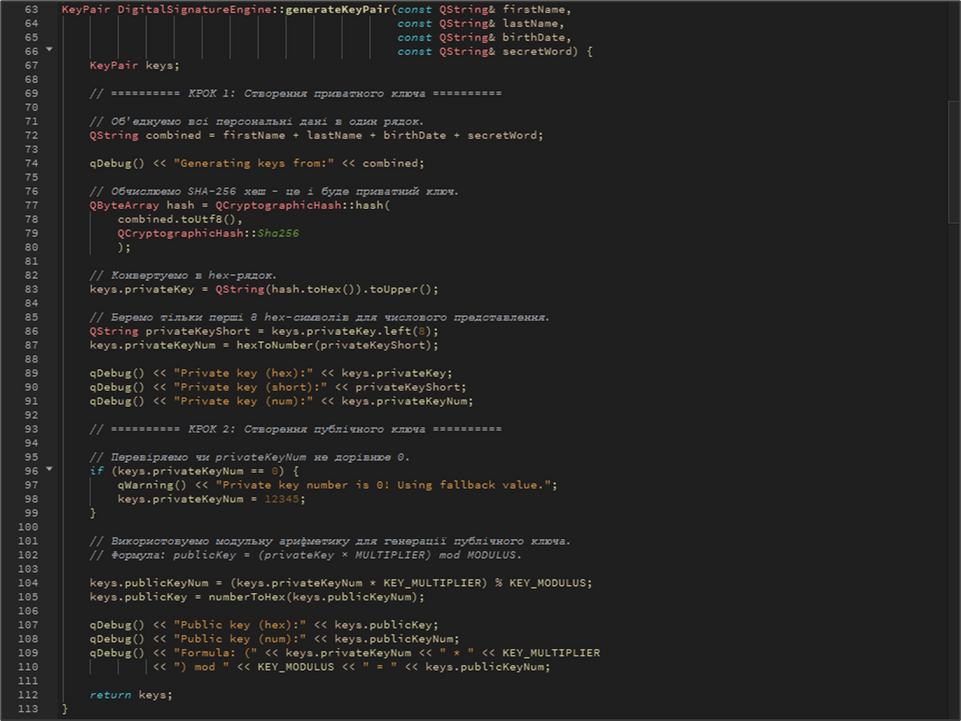 63 KeyPair DigitalSignatureEngine::generateKeyPair(const QString& firstName,
64 const QString& lastName,
65 const QString& birthDate,
66 const QString& secretWord) {
67 KeyPair keys;
68
69 // ========== КРОК 1: Створення приватного ключа ==========
70
71 // Об'єднуємо всі персональні дані в один рядок.
72 QString combined = firstName + lastName + birthDate + secretWord;
73
74 qDebug() << "Generating keys from:" << combined;
75
76 // Обчислюємо SHA-256 хеш - це і буде приватний ключ.
77 QByteArray hash = QCryptographicHash::hash(
78 combined.toUtf8(),
79 QCryptographicHash::Sha256
80 );
81
82 // Конвертуємо в hex-рядок.
83 keys.privateKey = QString(hash.toHex()).toUpper();
84
85 // Беремо тільки перші 8 hex-символів для числового представлення.
86 QString privateKeyShort = keys.privateKey.left(8);
87 keys.privateKeyNum = hexToNumber(privateKeyShort);
88
89 qDebug() << "Private key (hex):" << keys.privateKey;
90 qDebug() << "Private key (short):" << privateKeyShort;
91 qDebug() << "Private key (num):" << keys.privateKeyNum;
92
93 // ========== КРОК 2: Створення публічного ключа ==========
94
95 // Перевіряємо чи privateKeyNum не дорівнює 0.
96 if (keys.privateKeyNum == 0) {
97 qWarning() << "Private key number is 0! Using fallback value.";
98 keys.privateKeyNum = 12345;
99 }
100
101 // Використовуємо модульну арифметику для генерації публічного ключа.
102 // Формула: publicKey = (privateKey × MULTIPLIER) mod MODULUS.
103
104 keys.publicKeyNum = (keys.privateKeyNum * KEY_MULTIPLIER) % KEY_MODULUS;
105 keys.publicKey = numberToHex(keys.publicKeyNum);
106
107 qDebug() << "Public key (hex):" << keys.publicKey;
108 qDebug() << "Public key (num):" << keys.publicKeyNum;
109 qDebug() << "Formula: (" << keys.privateKeyNum << " * " << KEY_MULTIPLIER
110 << ") mod " << KEY_MODULUS << " = " << keys.publicKeyNum;
111
112 return keys;
113 }